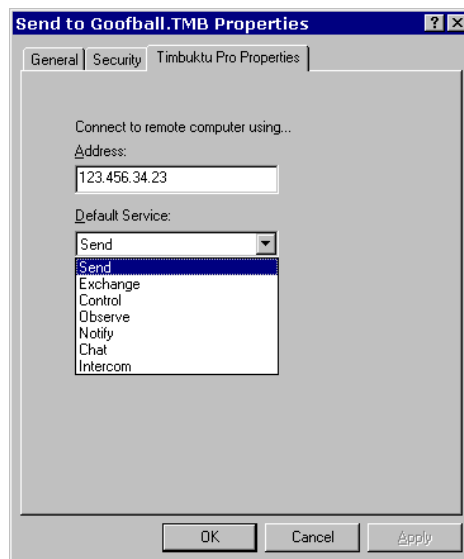 Send to Goofball.TMB Properties
General Security Timbuktu Pro Properties
Connect to remote computer using...
Address:
123.456.34.23
Default Service:
Send
Send
Exchange
Control
Observe
Notify
Chat
Intercom
OK Cancel Apply